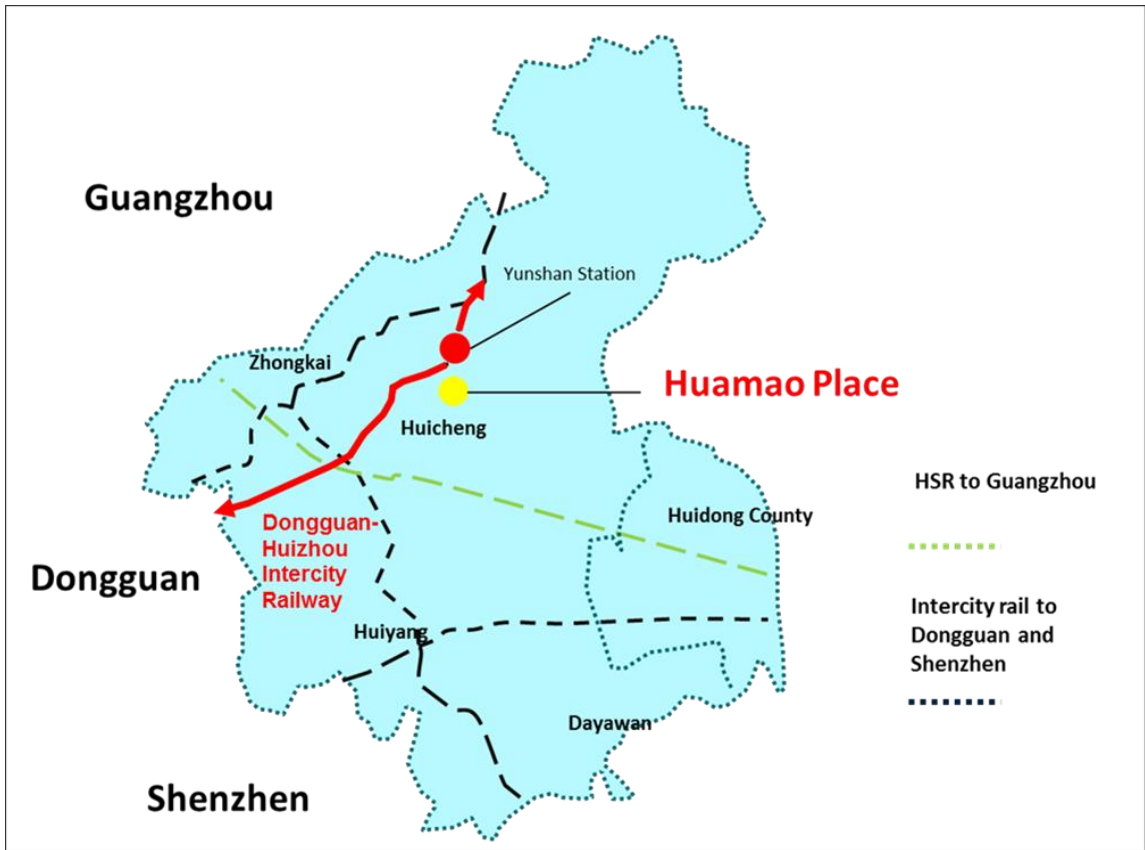 Guangzhou
Yunshan Station
Zhongkai
Huamao Place
Huicheng
HSR to Guangzhou
Huidong County
Dongguan-
Huizhou
Intercity
Railway
Dongguan
Intercity rail to
Dongguan and
Shenzhen
Huiyang
Dayawan
Shenzhen